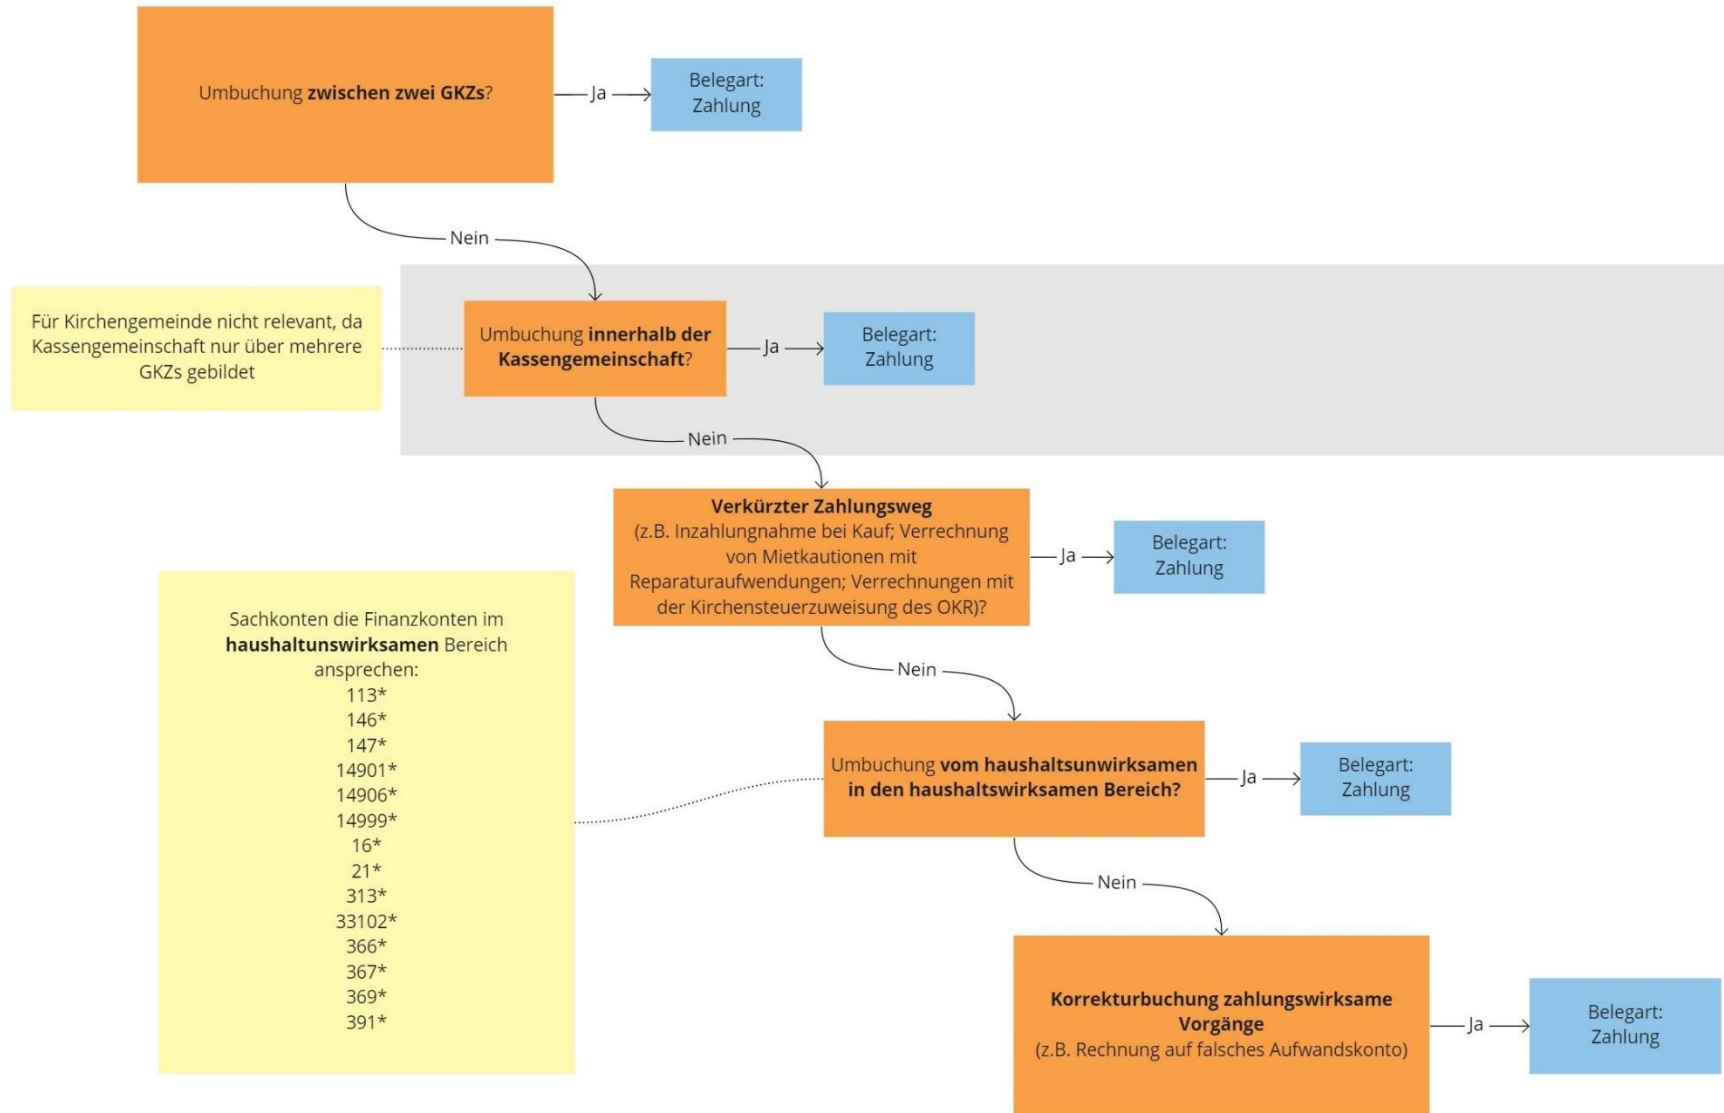 Umbuchung zwischen zwei GKZs?
Ja
Belegart:
Zahlung
Nein
Für Kirchengemeinde nicht relevant, da
Kassengemeinschaft nur über mehrere
GKZs gebildet
Umbuchung innerhalb der
Kassengemeinschaft?
Ja
Belegart:
Zahlung
Nein
Verkürzter Zahlungsweg
(z.B. Inzahlungnahme bei Kauf; Verrechnung
von Mietkautionen mit
Reparaturaufwendungen; Verrechnungen mit
der Kirchensteuerzuweisung des OKR)?
Ja
Belegart:
Zahlung
Nein
Sachkonten die Finanzkonten im
haushaltunswirksamen Bereich
ansprechen:
113*
146*
147*
14901*
14906*
14999*
16*
21*
313*
33102*
366*
367*
369*
391*
Umbuchung vom haushaltsunwirksamen
in den haushaltswirksamen Bereich?
Ja
Belegart:
Zahlung
Nein
Korrekturbuchung zahlungswirksame
Vorgänge
(z.B. Rechnung auf falsches Aufwandskonto)
Ja
Belegart:
Zahlung